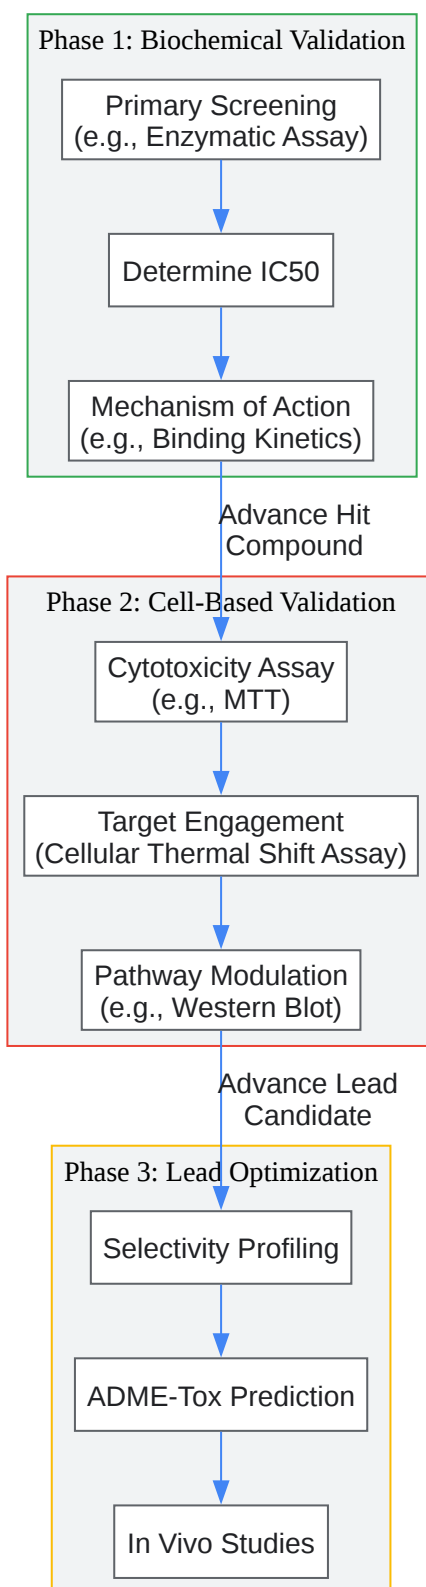 Phase 1: Biochemical Validation
Primary Screening
(e.g., Enzymatic Assay)
Determine IC50
Mechanism of Action
(e.g., Binding Kinetics)
Advance Hit
Compound
Phase 2: Cell-Based Validation
Cytotoxicity Assay
(e.g., MTT)
Target Engagement
(Cellular Thermal Shift Assay)
Pathway Modulation
(e.g., Western Blot)
Advance Lead
Candidate
Phase 3: Lead Optimization
Selectivity Profiling
ADME-Tox Prediction
In Vivo Studies